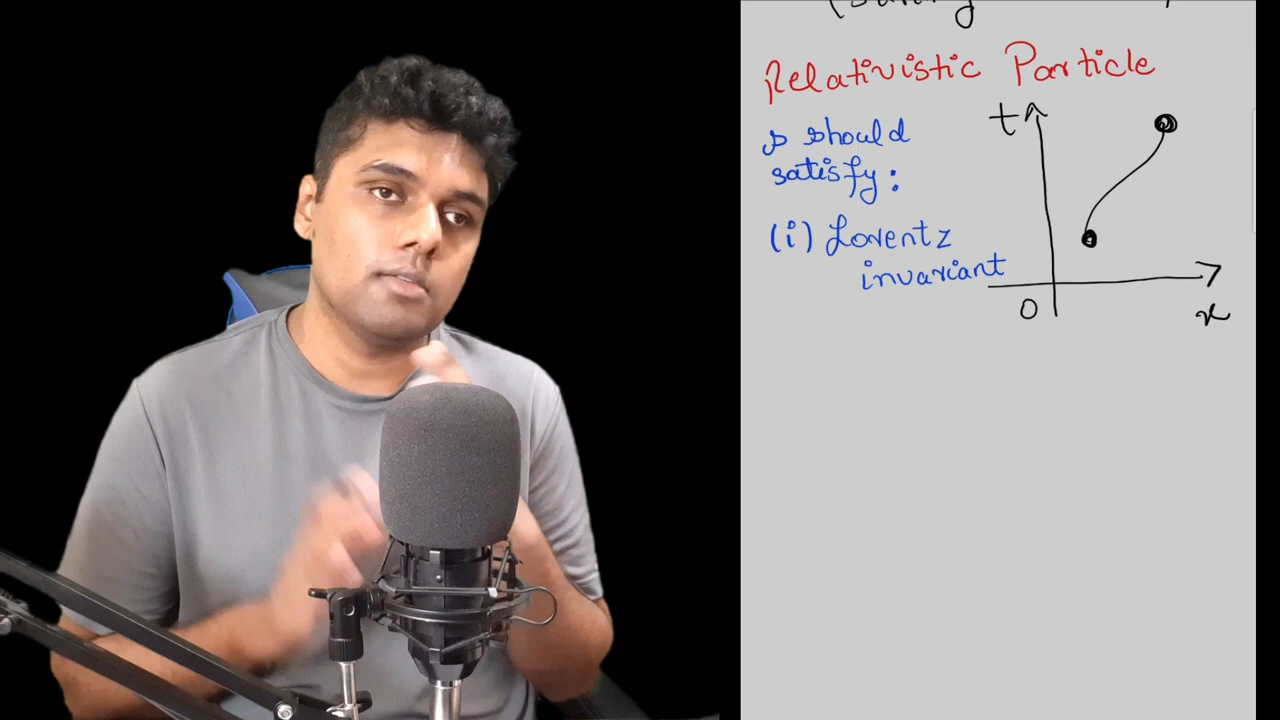 Relativistic Particle
s should
satisfy:
(i) Lorentz
invariant
t
0
x